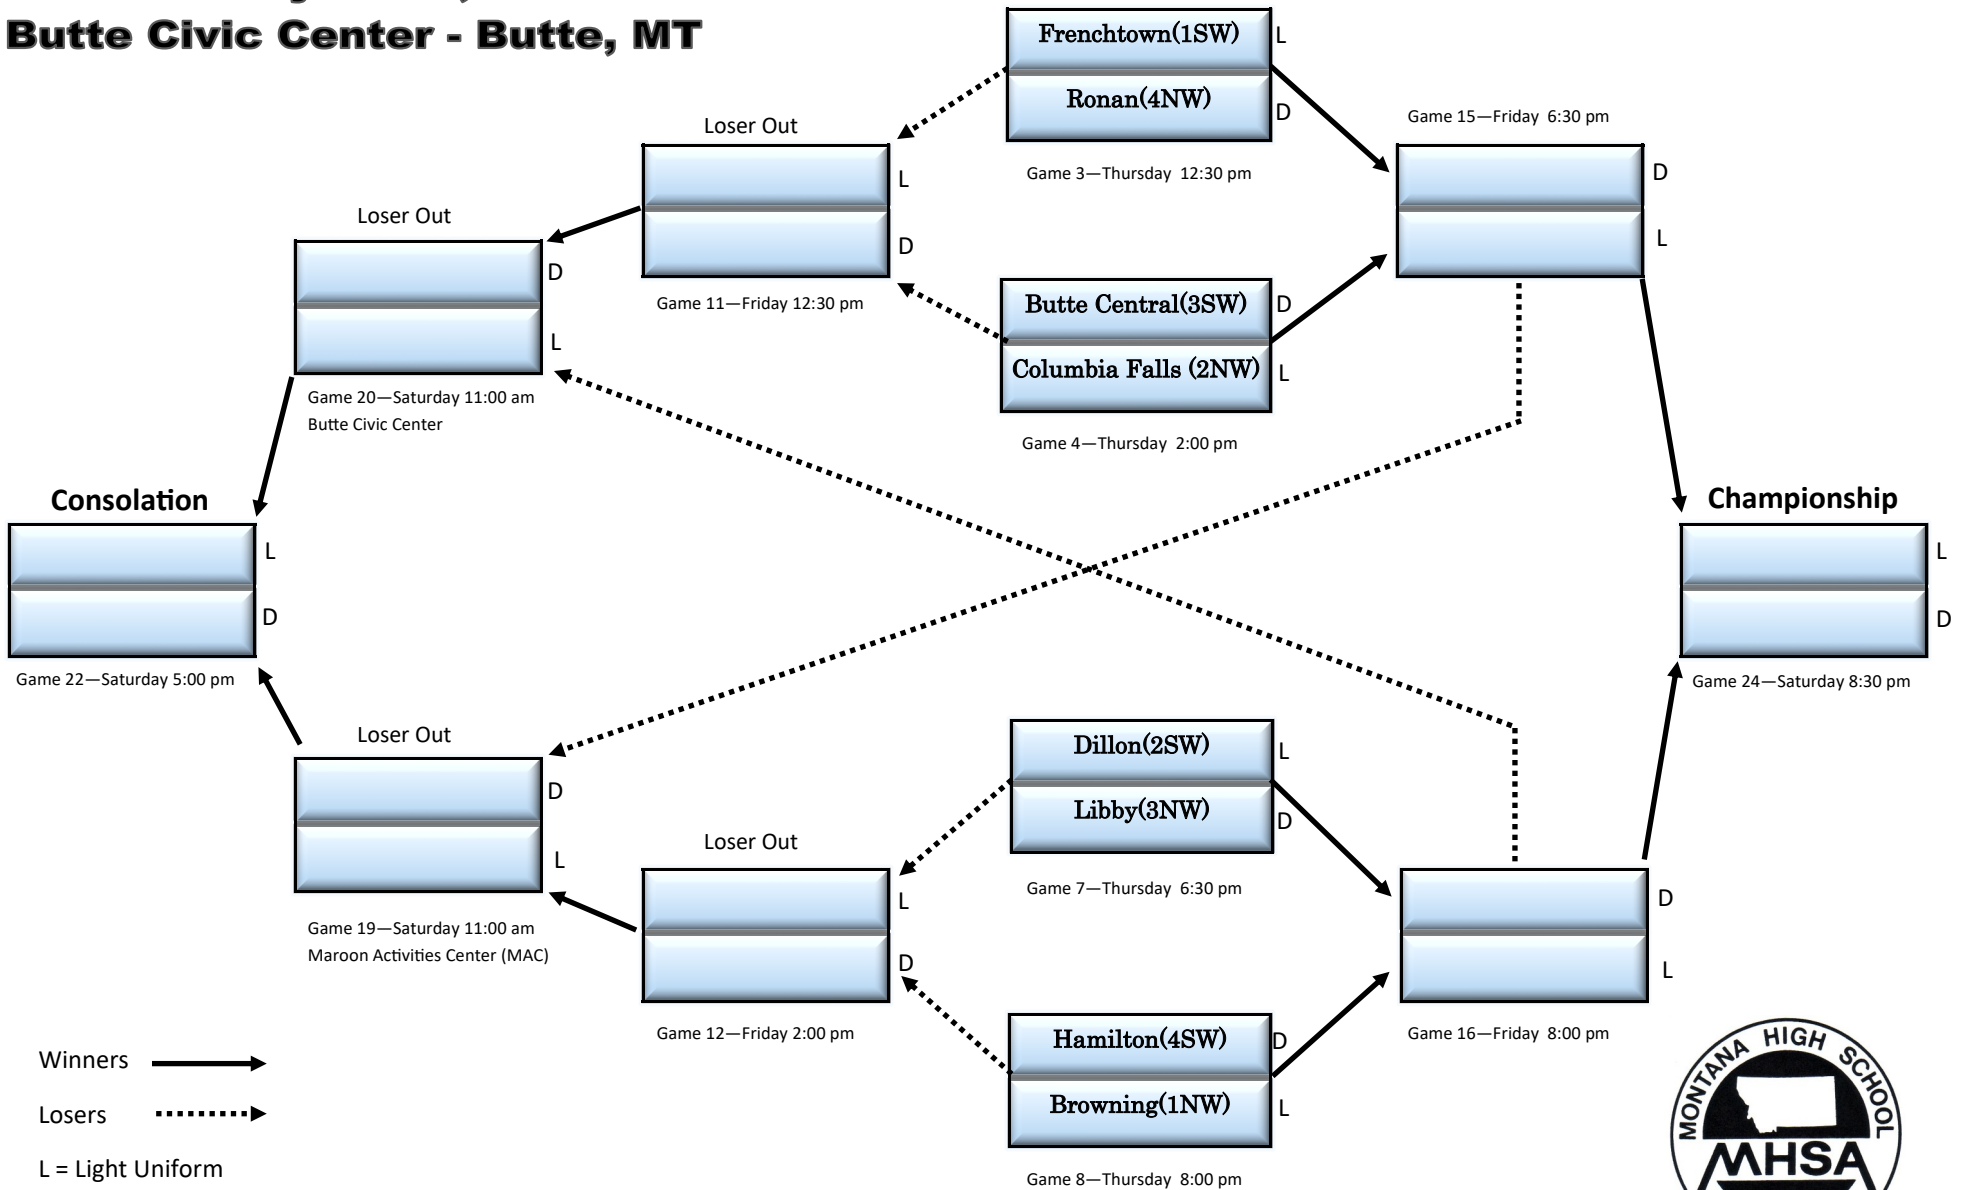 Butte Civic Center - Butte, MT
Frenchtown(1SW)
L
Ronan(4NW)
D
Game 3—Thursday 12:30 pm
Game 15—Friday 6:30 pm
D
L
Loser Out
L
D
Game 11—Friday 12:30 pm
Loser Out
D
L
Game 20—Saturday 11:00 am
Butte Civic Center
Butte Central(3SW)
D
Columbia Falls (2NW)
L
Game 4—Thursday 2:00 pm
Consolation
L
D
Game 22—Saturday 5:00 pm
Championship
L
D
Game 24—Saturday 8:30 pm
Loser Out
D
L
Game 19—Saturday 11:00 am
Maroon Activities Center (MAC)
Dillon(2SW)
L
Libby(3NW)
D
Game 7—Thursday 6:30 pm
Loser Out
L
D
Game 12—Friday 2:00 pm
D
L
Game 16—Friday 8:00 pm
Hamilton(4SW)
D
Browning(1NW)
L
Game 8—Thursday 8:00 pm
Winners
Losers
L = Light Uniform
MONTANA HIGH SCHOOL
MHSA